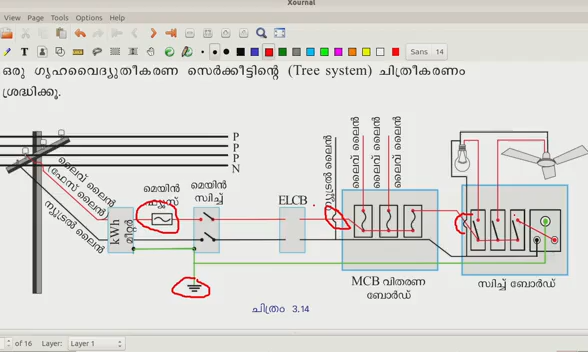 Xournal
View Page Tools Options Help
Sans 14
ഒരു ഗൃഹവൈദ്യുതീകരണ സെർക്കീട്ടിന്റെ (Tree system) ചിത്രീകരണം
ശ്രദ്ധിക്കൂ.
P
P
P
N
ലൈവ് ലൈൻ
(ഫേസ് ലൈൻ)
ന്യൂട്രൽ ലൈൻ
kWh
മീറ്റർ
മെയിൻ
ഫ്യൂസ്
മെയിൻ
സ്വിച്ച്
ELCB
ന്യൂട്രൽ ലൈൻ
ലൈവ് ലൈൻ
ലൈവ് ലൈൻ
ലൈവ് ലൈൻ
MCB വിതരണ
ബോർഡ്
സ്വിച്ച് ബോർഡ്
ചിത്രം 3.14
of 16 Layer: Layer 1